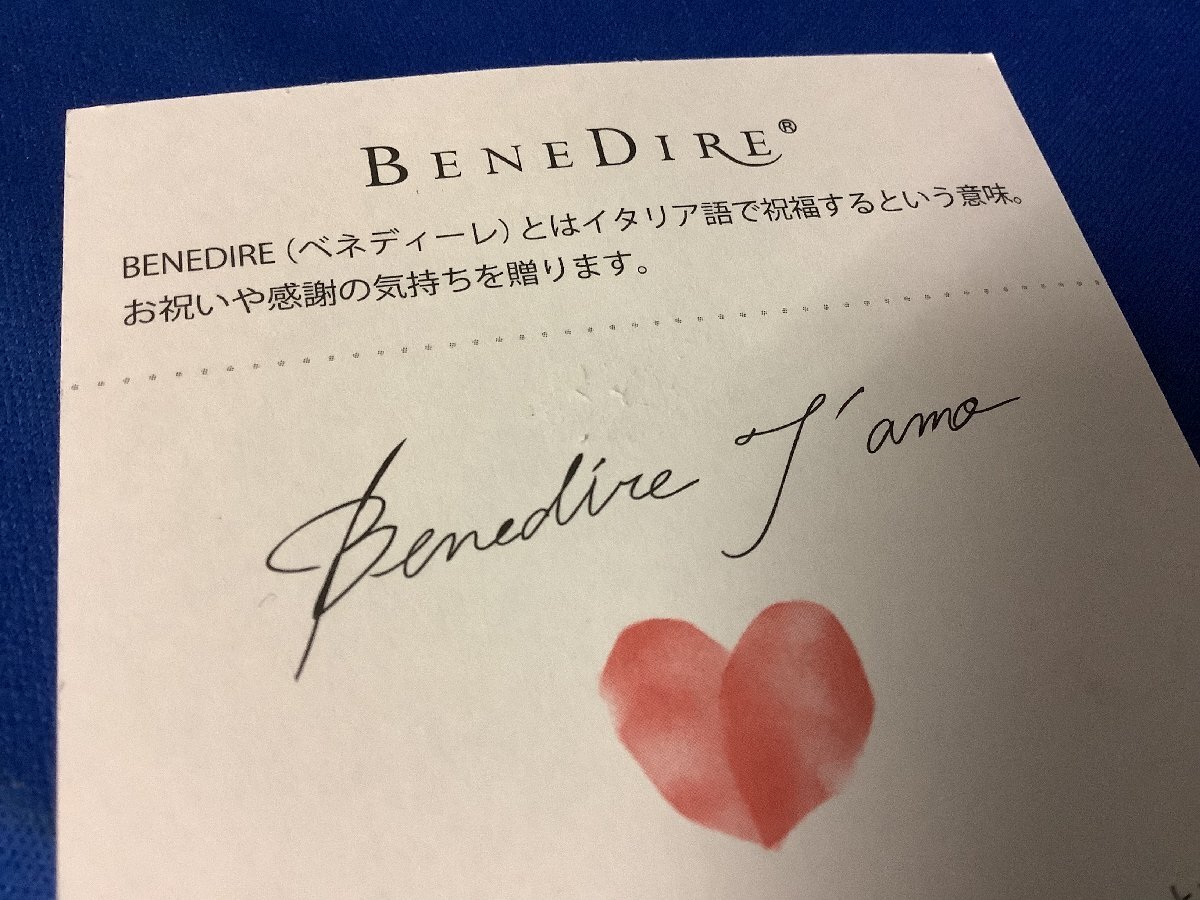 BENEDIRE®
BENEDIRE（ベネディーレ）とはイタリア語で祝福するという意味。
お祝いや感謝の気持ちを贈ります。
Benedire T'amo